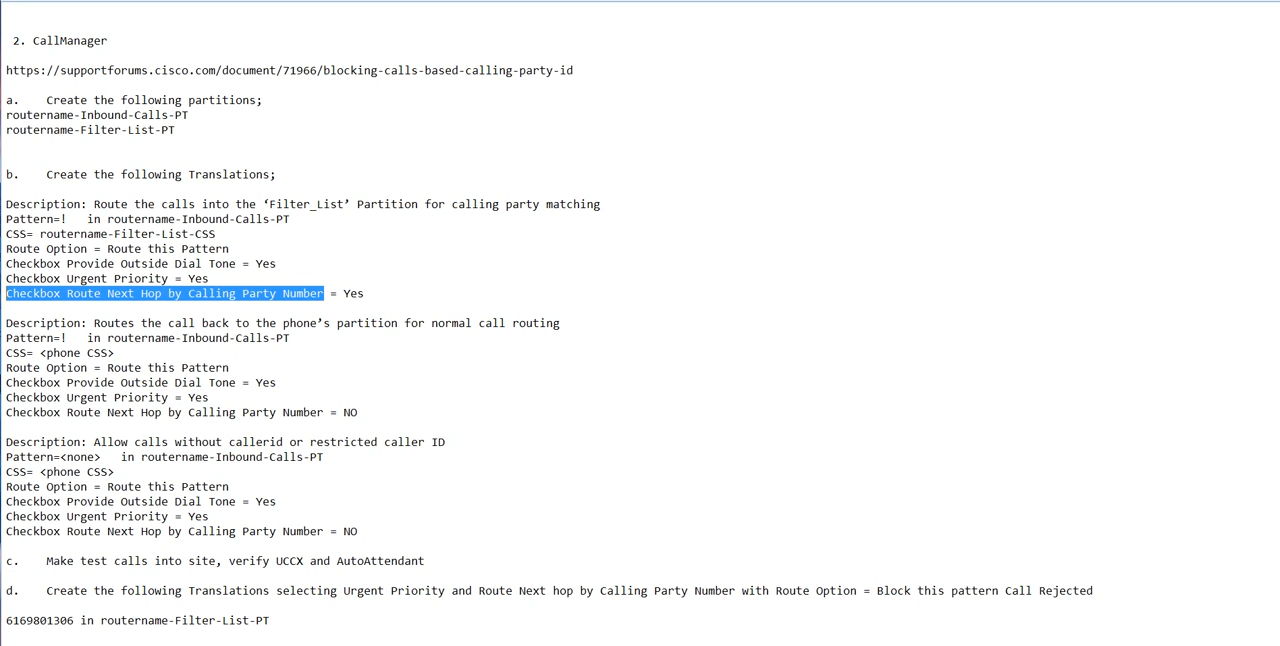 2. CallManager
https://supportforums.cisco.com/document/71966/blocking-calls-based-calling-party-id
a.    Create the following partitions;
routername-Inbound-Calls-PT
routername-Filter-List-PT
b.    Create the following Translations;
Description: Route the calls into the ‘Filter_List’ Partition for calling party matching
Pattern=!   in routername-Inbound-Calls-PT
CSS= routername-Filter-List-CSS
Route Option = Route this Pattern
Checkbox Provide Outside Dial Tone = Yes
Checkbox Urgent Priority = Yes
Checkbox Route Next Hop by Calling Party Number = Yes
Description: Routes the call back to the phone’s partition for normal call routing
Pattern=!   in routername-Inbound-Calls-PT
CSS= <phone CSS>
Route Option = Route this Pattern
Checkbox Provide Outside Dial Tone = Yes
Checkbox Urgent Priority = Yes
Checkbox Route Next Hop by Calling Party Number = NO
Description: Allow calls without callerid or restricted caller ID
Pattern=<none>   in routername-Inbound-Calls-PT
CSS= <phone CSS>
Route Option = Route this Pattern
Checkbox Provide Outside Dial Tone = Yes
Checkbox Urgent Priority = Yes
Checkbox Route Next Hop by Calling Party Number = NO
c.    Make test calls into site, verify UCCX and AutoAttendant
d.    Create the following Translations selecting Urgent Priority and Route Next hop by Calling Party Number with Route Option = Block this pattern Call Rejected
6169801306 in routername-Filter-List-PT